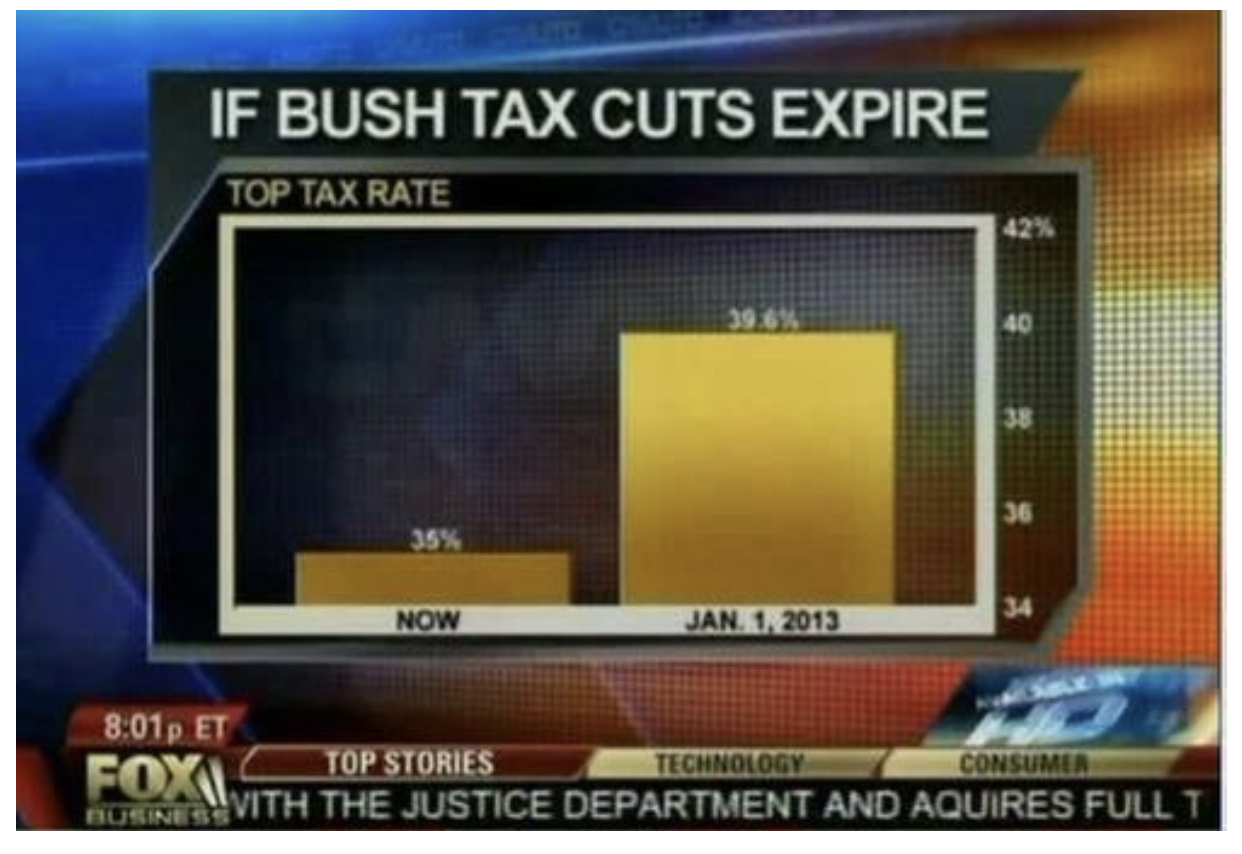 IF BUSH TAX CUTS EXPIRE
TOP TAX RATE
42%
40
38
36
34
39.6%
35%
NOW
JAN. 1, 2013
8:01p ET
HD
TOP STORIES
TECHNOLOGY
CONSUMER
FOX
BUSINESS
WITH THE JUSTICE DEPARTMENT AND AQUIRES FULL T